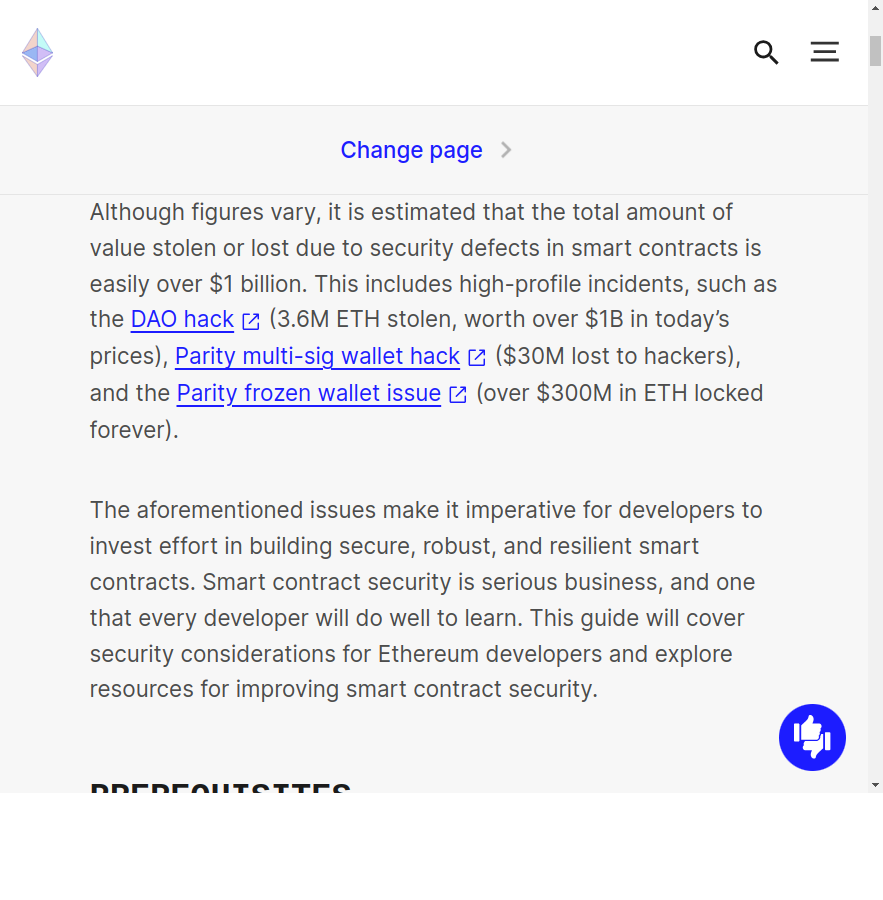 Change page
Although figures vary, it is estimated that the total amount of
value stolen or lost due to security defects in smart contracts is
easily over $1 billion. This includes high-profile incidents, such as
the DAO hack (3.6M ETH stolen, worth over $1B in today’s
prices), Parity multi-sig wallet hack ($30M lost to hackers),
and the Parity frozen wallet issue (over $300M in ETH locked
forever).
The aforementioned issues make it imperative for developers to
invest effort in building secure, robust, and resilient smart
contracts. Smart contract security is serious business, and one
that every developer will do well to learn. This guide will cover
security considerations for Ethereum developers and explore
resources for improving smart contract security.
PREREQUISITES